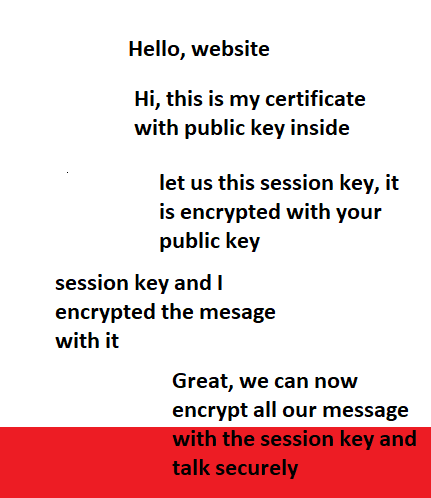 Hello, website
Hi, this is my certificate
with public key inside
let us this session key, it
is encrypted with your
public key
session key and I
encrypted the mesage
with it
Great, we can now
encrypt all our message
with the session key and
talk securely